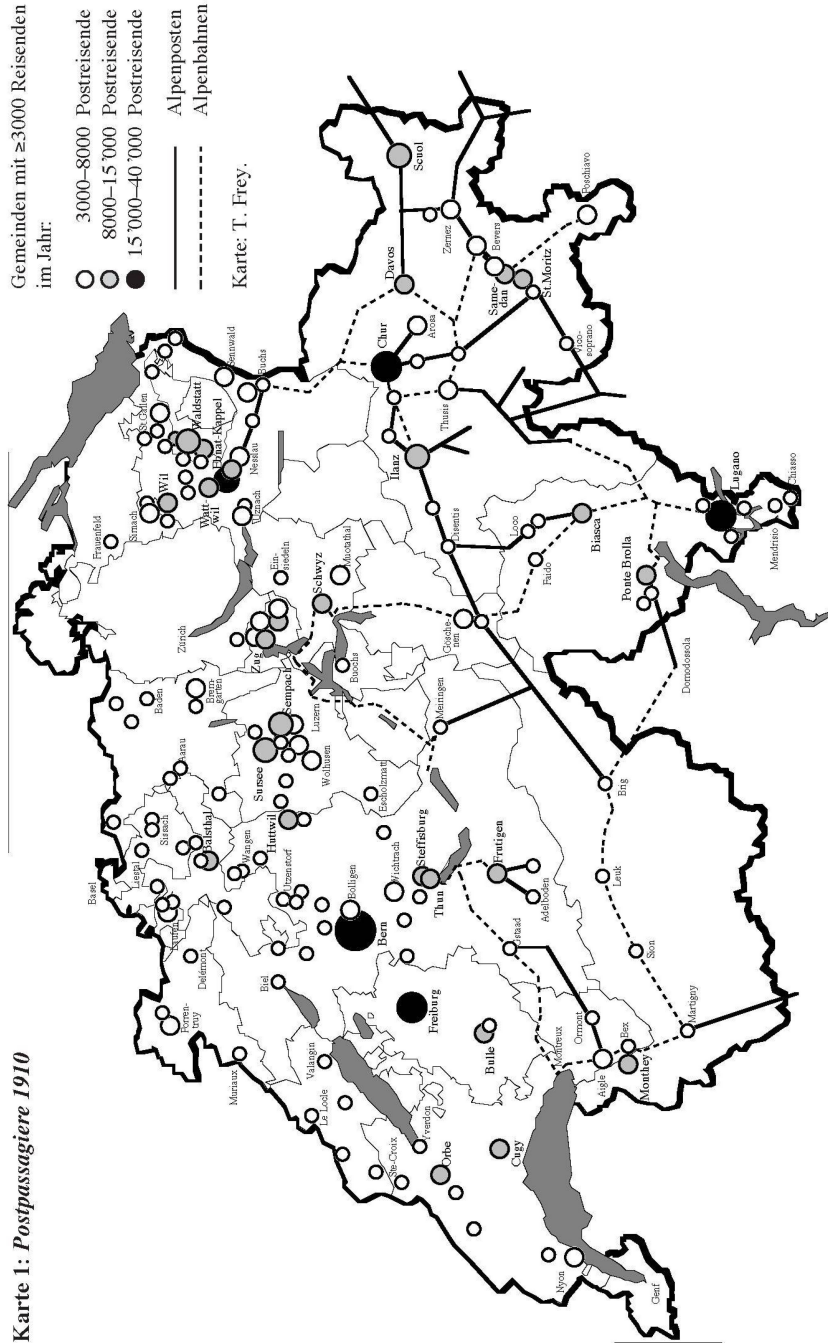 Karte 1: Postpassagiere 1910
Gemeinden mit ≥3000 Reisenden
im Jahr:
3000–8000 Postreisende
8000–15'000 Postreisende
15'000–40'000 Postreisende
Alpenposten
Alpenbahnen
Karte: T. Frey.
Basel
Liestal
Laufen
Sissach
Aarau
Baden
Bremgarten
Balsthal
Wangen
Huttwil
Utzenstorf
Delémont
Porrentruy
Muriaux
Biel
Valangin
Le Locle
Ste-Croix
Yverdon
Orbe
Cugy
Nyon
Genf
Bolligen
Bern
Freiburg
Bulle
Wichtrach
Steffisburg
Thun
Frutigen
Adelboden
Gstaad
Ormont
Montreux
Aigle
Bex
Monthey
Martigny
Sion
Leuk
Brig
Domodossola
Meiringen
Escholzmatt
Wolhusen
Luzern
Sursee
Sempach
Zürich
Zug
Einsiedeln
Schwyz
Muotathal
Buochs
Göschenen
Frauenfeld
Sirnach
Wil
Wattwil
Uznach
St.Gallen
Waldstatt
Ebnat-Kappel
Nesslau
Sennwald
Buchs
Chur
Arosa
Ilanz
Disentis
Thusis
Davos
Scuol
Zernez
Bevers
Samedan
St.Moritz
Poschiavo
Vicosoprano
Loco
Faido
Biasca
Ponte Brolla
Lugano
Mendrisio
Chiasso